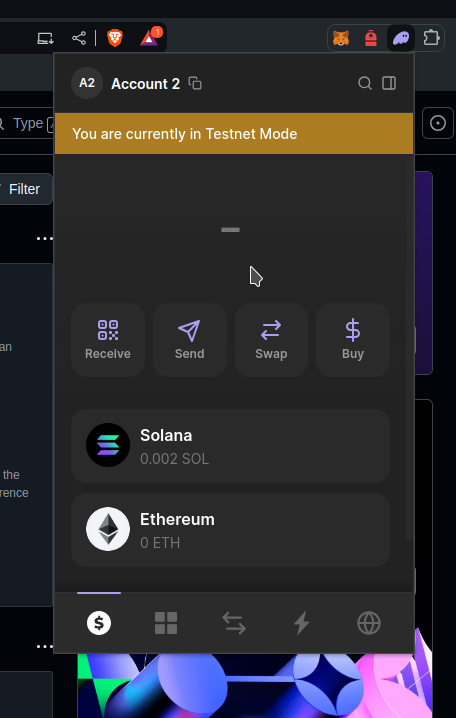 1
A2
Account 2
Type
You are currently in Testnet Mode
Filter
Receive
Send
Swap
Buy
an
Solana
0.002 SOL
the
rence
Ethereum
0 ETH